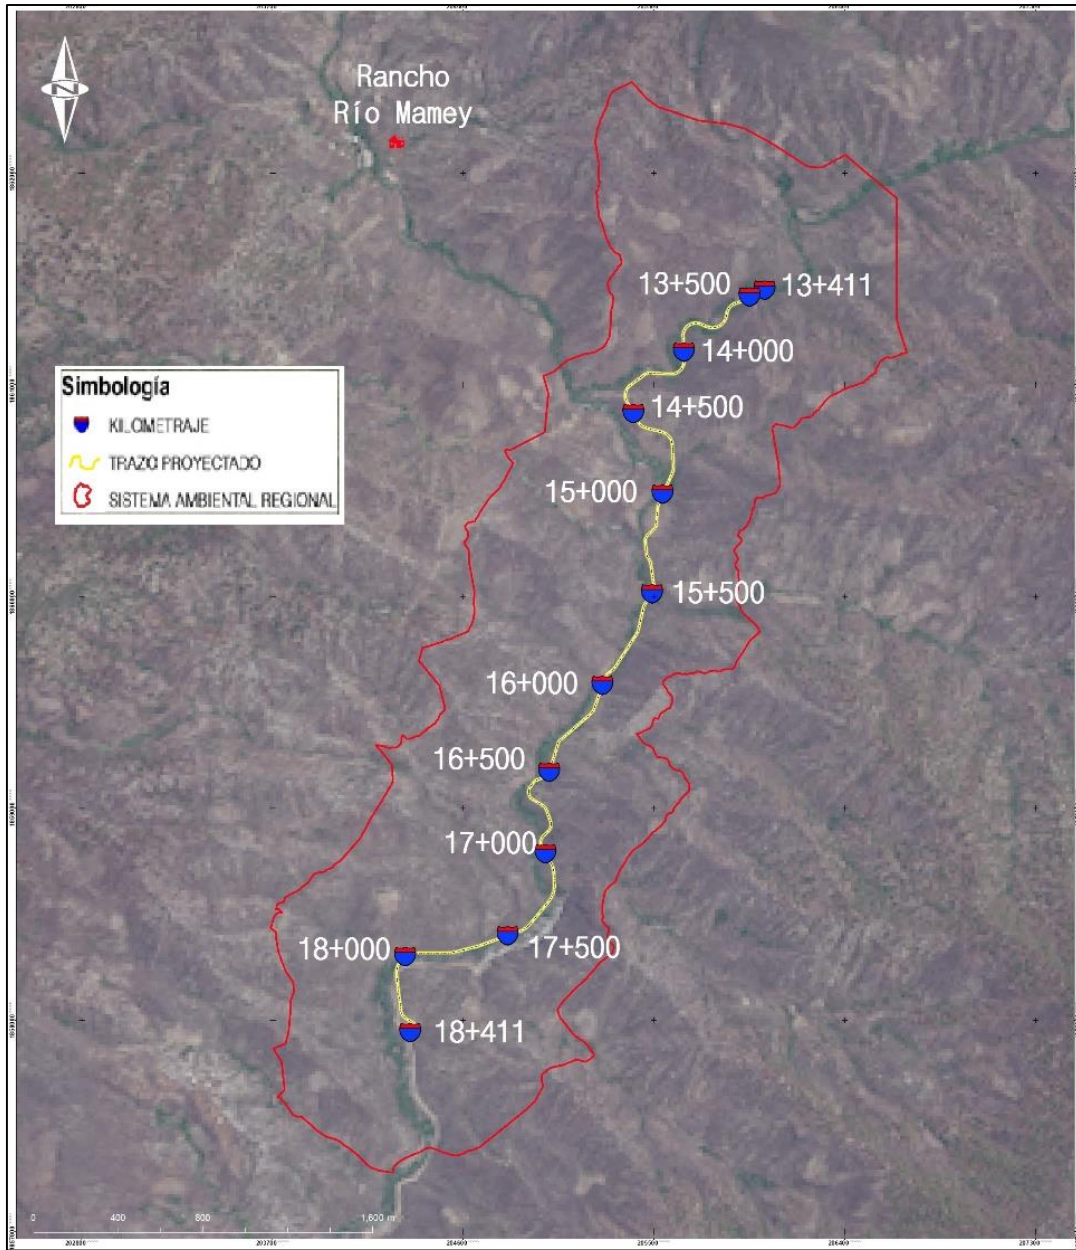 Rancho
Río Mamey
13+500
13+411
14+000
14+500
15+000
15+500
16+000
16+500
17+000
17+500
18+000
18+411
Simbología
KILOMETRAJE
TRAZO PROYECTADO
SISTEMA AMBIENTAL REGIONAL
N
0 400 800 1,600 m